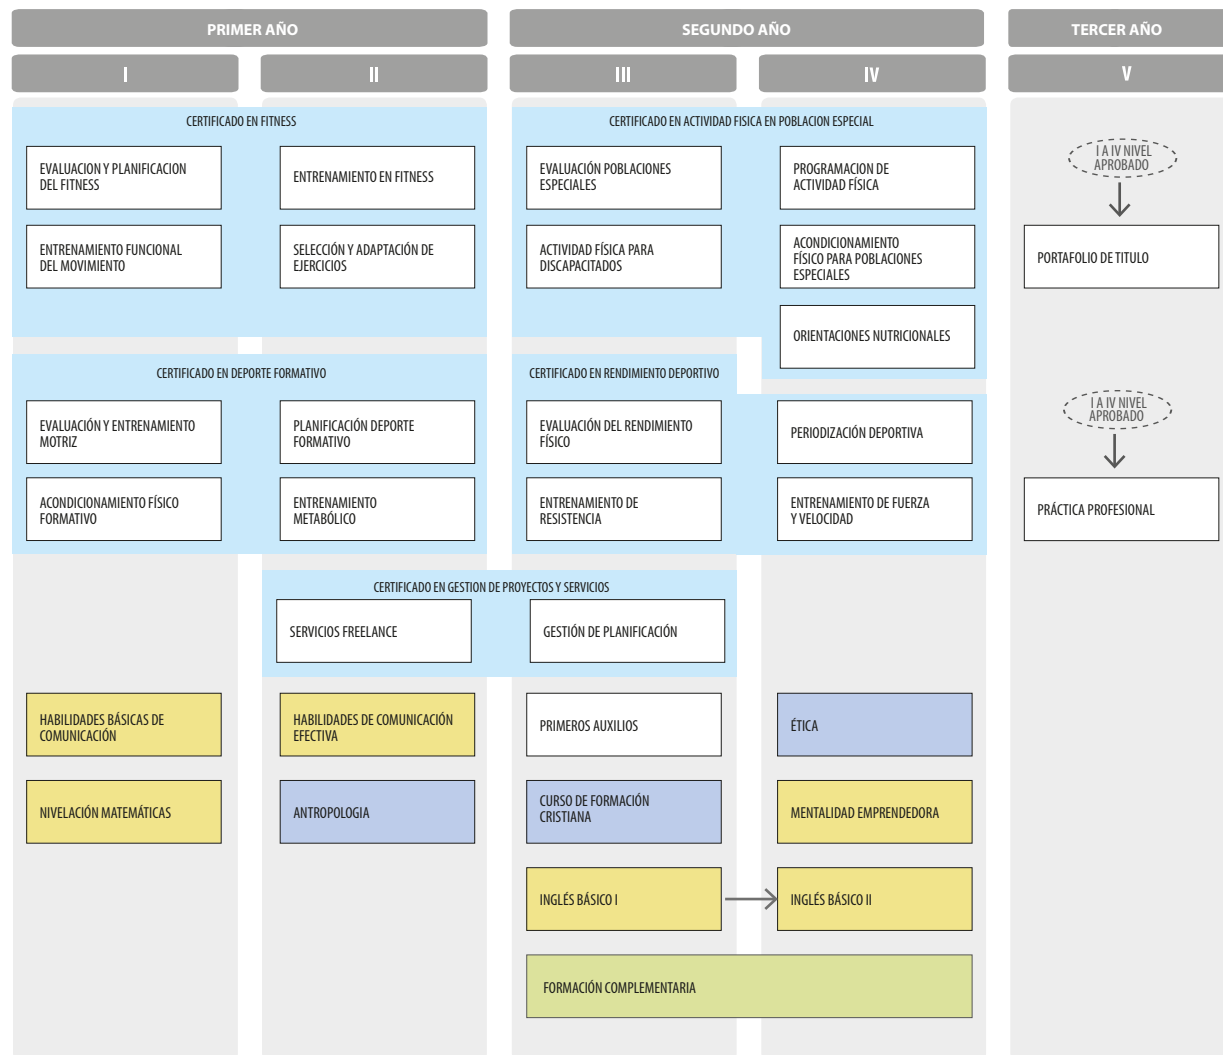 PRIMER AÑO
SEGUNDO AÑO
TERCER AÑO
I
II
III
IV
V
CERTIFICADO EN FITNESS
CERTIFICADO EN ACTIVIDAD FISICA EN POBLACION ESPECIAL
EVALUACION Y PLANIFICACION
DEL FITNESS
ENTRENAMIENTO EN FITNESS
EVALUACIÓN POBLACIONES
ESPECIALES
PROGRAMACION DE
ACTIVIDAD FÍSICA
I A IV NIVEL
APROBADO
ENTRENAMIENTO FUNCIONAL
DEL MOVIMIENTO
SELECCIÓN Y ADAPTACIÓN DE
EJERCICIOS
ACTIVIDAD FÍSICA PARA
DISCAPACITADOS
ACONDICIONAMIENTO
FÍSICO PARA POBLACIONES
ESPECIALES
PORTAFOLIO DE TITULO
ORIENTACIONES NUTRICIONALES
CERTIFICADO EN DEPORTE FORMATIVO
CERTIFICADO EN RENDIMIENTO DEPORTIVO
EVALUACIÓN Y ENTRENAMIENTO
MOTRIZ
PLANIFICACIÓN DEPORTE
FORMATIVO
EVALUACIÓN DEL RENDIMIENTO
FÍSICO
PERIODIZACIÓN DEPORTIVA
I A IV NIVEL
APROBADO
ACONDICIONAMIENTO FÍSICO
FORMATIVO
ENTRENAMIENTO
METABÓLICO
ENTRENAMIENTO DE
RESISTENCIA
ENTRENAMIENTO DE FUERZA
Y VELOCIDAD
PRÁCTICA PROFESIONAL
CERTIFICADO EN GESTION DE PROYECTOS Y SERVICIOS
SERVICIOS FREELANCE
GESTIÓN DE PLANIFICACIÓN
HABILIDADES BÁSICAS DE
COMUNICACIÓN
HABILIDADES DE COMUNICACIÓN
EFECTIVA
PRIMEROS AUXILIOS
ÉTICA
NIVELACIÓN MATEMÁTICAS
ANTROPOLOGIA
CURSO DE FORMACIÓN
CRISTIANA
MENTALIDAD EMPRENDEDORA
INGLÉS BÁSICO I
INGLÉS BÁSICO II
FORMACIÓN COMPLEMENTARIA